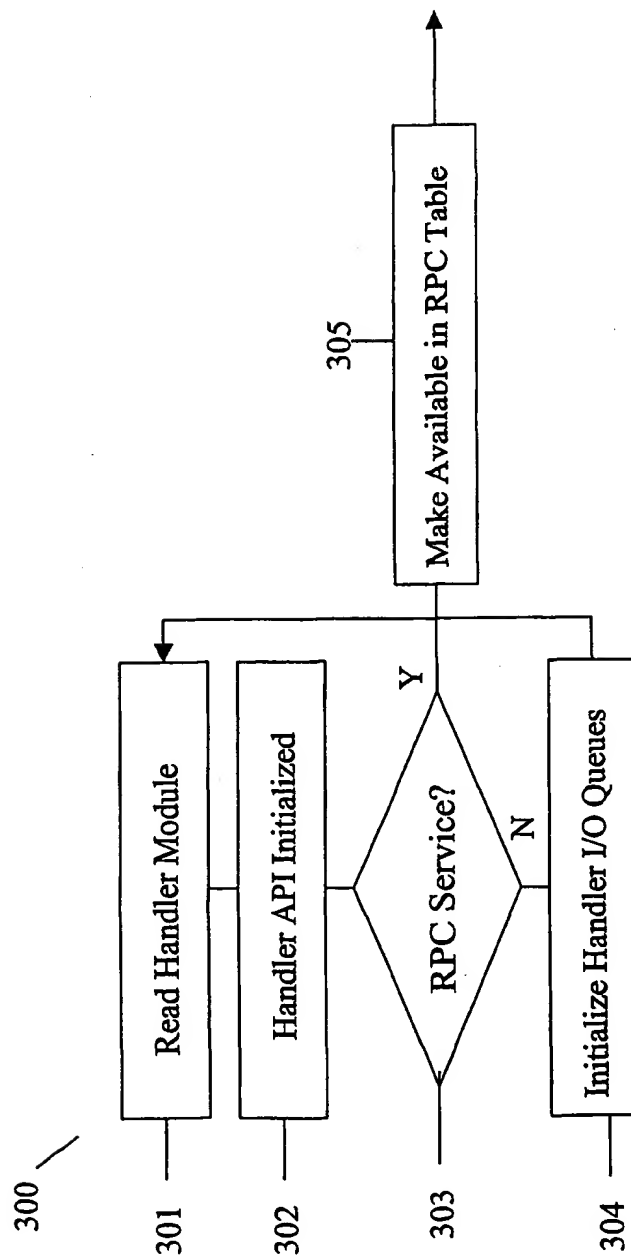 300
301
Read Handler Module
302
Handler API Initialized
303
RPC Service?
Y
N
305
Make Available in RPC Table
304
Initialize Handler I/O Queues